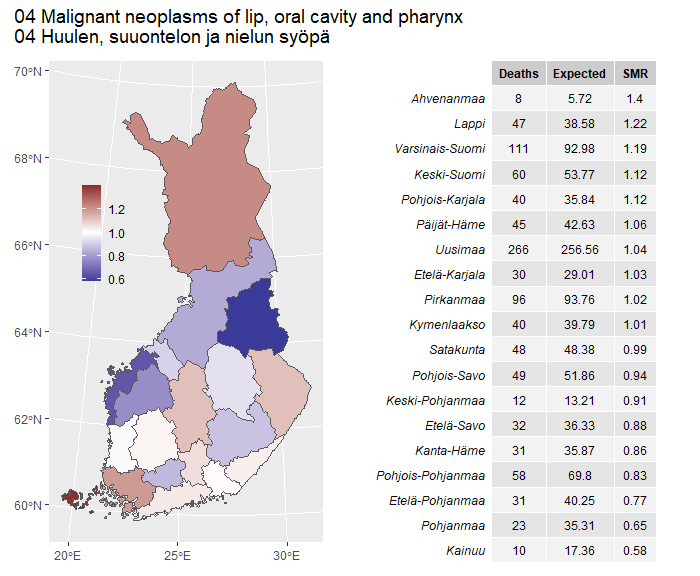 04 Malignant neoplasms of lip, oral cavity and pharynx
04 Huulen, suuontelon ja nielun syöpä
70°N
68°N
66°N
64°N
62°N
60°N
20°E 25°E 30°E
1.2
1.0
0.8
0.6
Deaths Expected SMR
Ahvenanmaa 8 5.72 1.4
Lappi 47 38.58 1.22
Varsinais-Suomi 111 92.98 1.19
Keski-Suomi 60 53.77 1.12
Pohjois-Karjala 40 35.84 1.12
Päijät-Häme 45 42.63 1.06
Uusimaa 266 256.56 1.04
Etelä-Karjala 30 29.01 1.03
Pirkanmaa 96 93.76 1.02
Kymenlaakso 40 39.79 1.01
Satakunta 48 48.38 0.99
Pohjois-Savo 49 51.86 0.94
Keski-Pohjanmaa 12 13.21 0.91
Etelä-Savo 32 36.33 0.88
Kanta-Häme 31 35.87 0.86
Pohjois-Pohjanmaa 58 69.8 0.83
Etelä-Pohjanmaa 31 40.25 0.77
Pohjanmaa 23 35.31 0.65
Kainuu 10 17.36 0.58